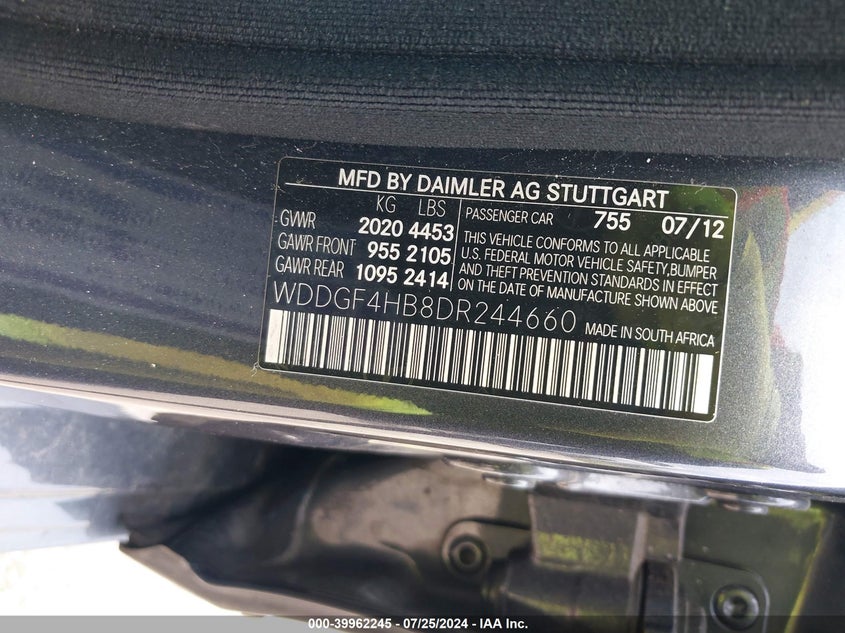 MFD BY DAIMLER AG STUTTGART
KG LBS
GVWR 2020 4453
GAWR FRONT 955 2105
GAWR REAR 1095 2414
PASSENGER CAR 755 07/12
THIS VEHICLE CONFORMS TO ALL APPLICABLE
U.S. FEDERAL MOTOR VEHICLE SAFETY,BUMPER
AND THEFT PREVENTION STANDARDS IN EFFECT
ON THE DATE OF MANUFACTURE SHOWN ABOVE
WDDGF4HB8DR244660
MADE IN SOUTH AFRICA
000-39962245 - 07/25/2024 - IAA Inc.